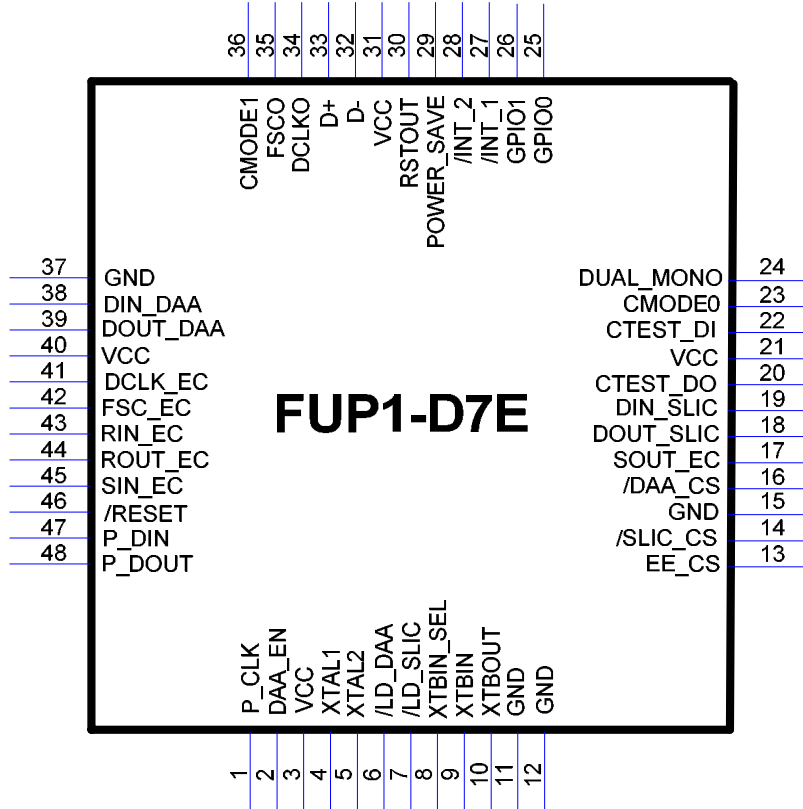 36 35 34 33 32 31 30 29 28 27 26 25
CMODE1
FSCO
DCLKO
D+
D-
VCC
RSTOUT
POWER_SAVE
/INT_2
/INT_1
GPIO1
GPIO0
37 GND
38 DIN_DAA
39 DOUT_DAA
40 VCC
41 DCLK_EC
42 FSC_EC
43 RIN_EC
44 ROUT_EC
45 SIN_EC
46 /RESET
47 P_DIN
48 P_DOUT
FUP1-D7E
DUAL_MONO 24
CMODE0 23
CTEST_DI 22
VCC 21
CTEST_DO 20
DIN_SLIC 19
DOUT_SLIC 18
SOUT_EC 17
/DAA_CS 16
GND 15
/SLIC_CS 14
EE_CS 13
P_CLK
DAA_EN
VCC
XTAL1
XTAL2
/LD_DAA
/LD_SLIC
XTBIN_SEL
XTBIN
XTBOUT
GND
GND
1 2 3 4 5 6 7 8 9 10 11 12